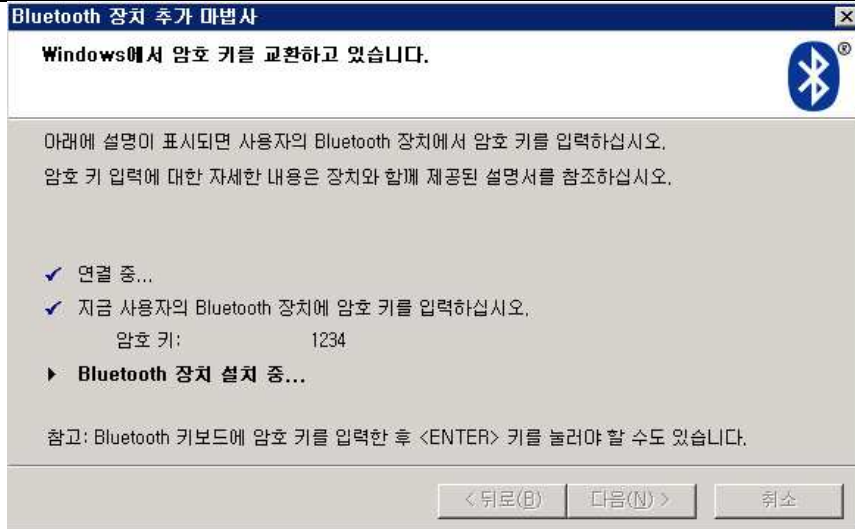 Bluetooth 장치 추가 마법사
Windows에서 암호 키를 교환하고 있습니다.
아래에 설명이 표시되면 사용자의 Bluetooth 장치에서 암호 키를 입력하십시오.
암호 키 입력에 대한 자세한 내용은 장치와 함께 제공된 설명서를 참조하십시오.
연결 중...
지금 사용자의 Bluetooth 장치에 암호 키를 입력하십시오.
암호 키: 1234
Bluetooth 장치 설치 중...
참고: Bluetooth 키보드에 암호 키를 입력한 후 <ENTER> 키를 눌러야 할 수도 있습니다.
< 뒤로(B) 다음(N) > 취소